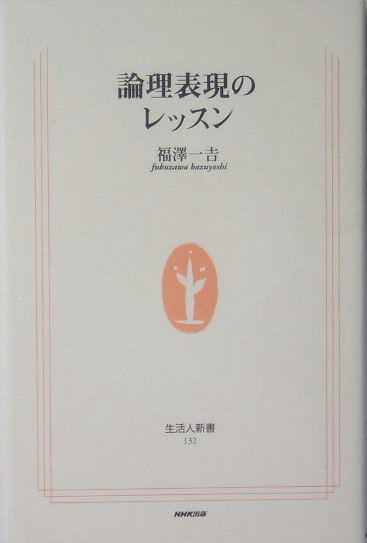 論理表現の
レッスン
福澤一𠮷
fukuzawa kazuyoshi
生活人新書
132
NHK出版